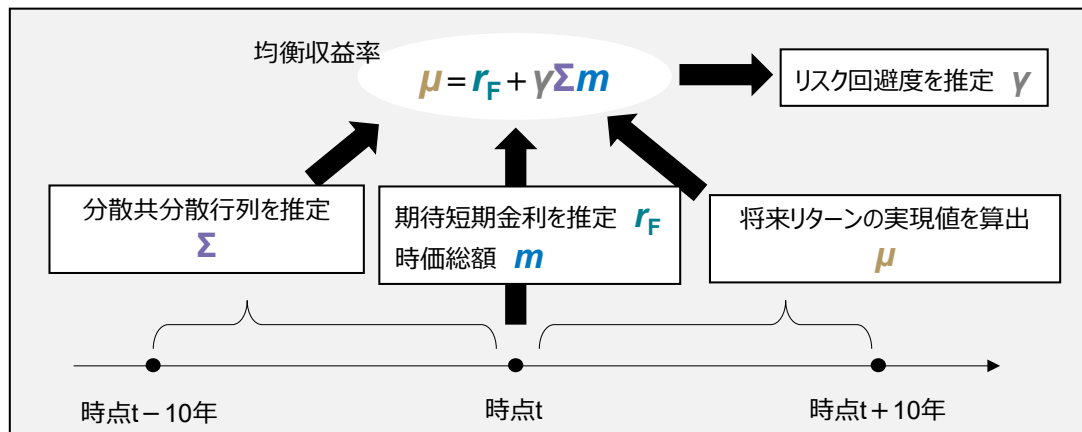 均衡収益率
μ = rF + γΣm
リスク回避度を推定 γ
分散共分散行列を推定
Σ
期待短期金利を推定 rF
時価総額 m
将来リターンの実現値を算出
μ
時点t－10年
時点t
時点t＋10年